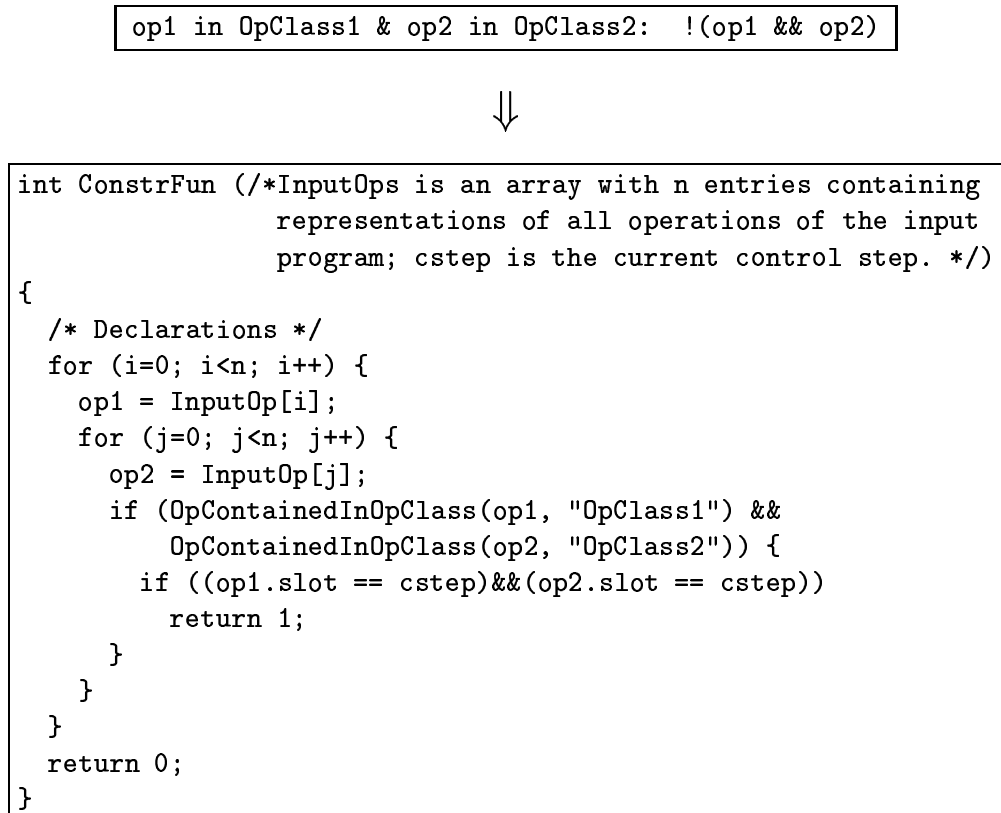 op1 in OpClass1 & op2 in OpClass2:  !(op1 && op2)
⇓
int ConstrFun (/*InputOps is an array with n entries containing
                 representations of all operations of the input
                 program; cstep is the current control step. */)
{
  /* Declarations */
  for (i=0; i<n; i++) {
    op1 = InputOp[i];
    for (j=0; j<n; j++) {
      op2 = InputOp[j];
      if (OpContainedInOpClass(op1, "OpClass1") &&
          OpContainedInOpClass(op2, "OpClass2")) {
        if ((op1.slot == cstep)&&(op2.slot == cstep))
          return 1;
      }
    }
  }
  return 0;
}